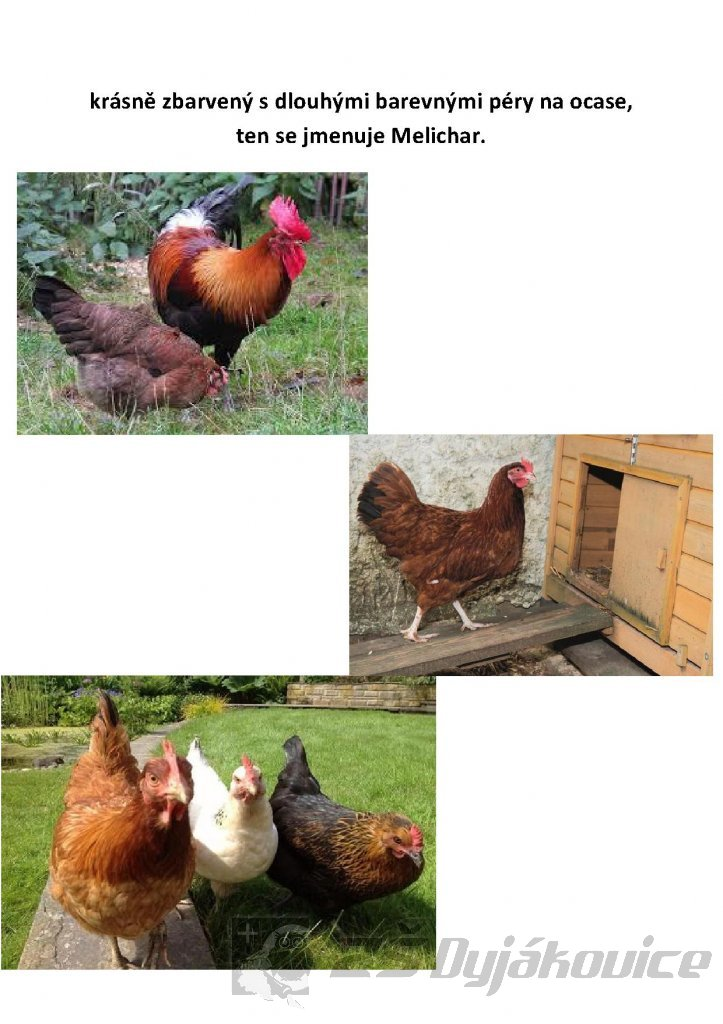 krásně zbarvený s dlouhými barevnými péry na ocase,
ten se jmenuje Melichar.
ZŠ Dyjákovice